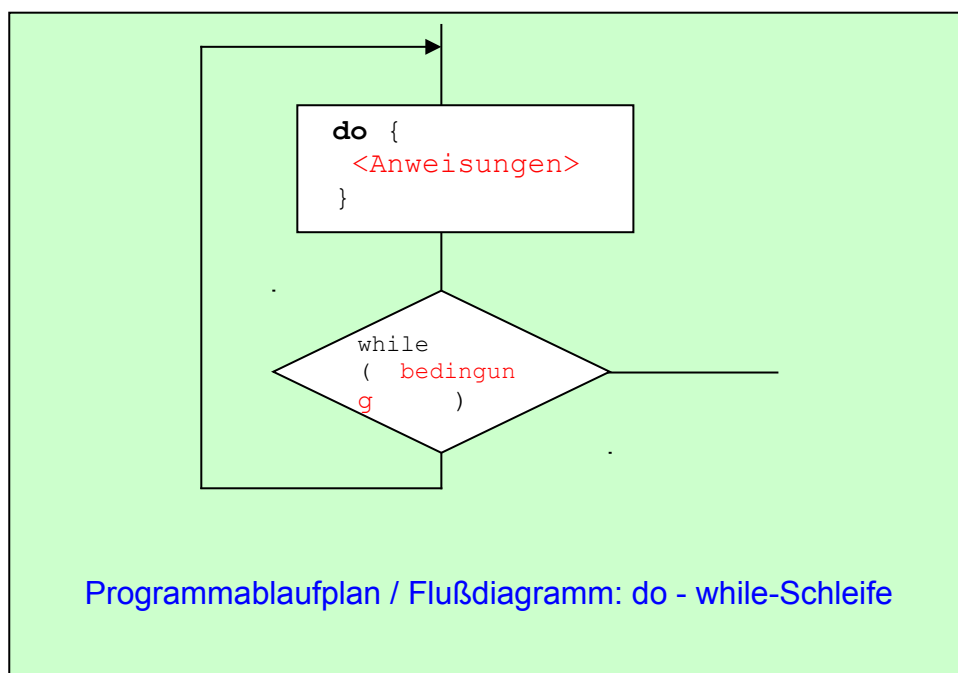 do {
<Anweisungen>
}
while
( bedingun
g )
Programmablaufplan / Flußdiagramm: do - while-Schleife